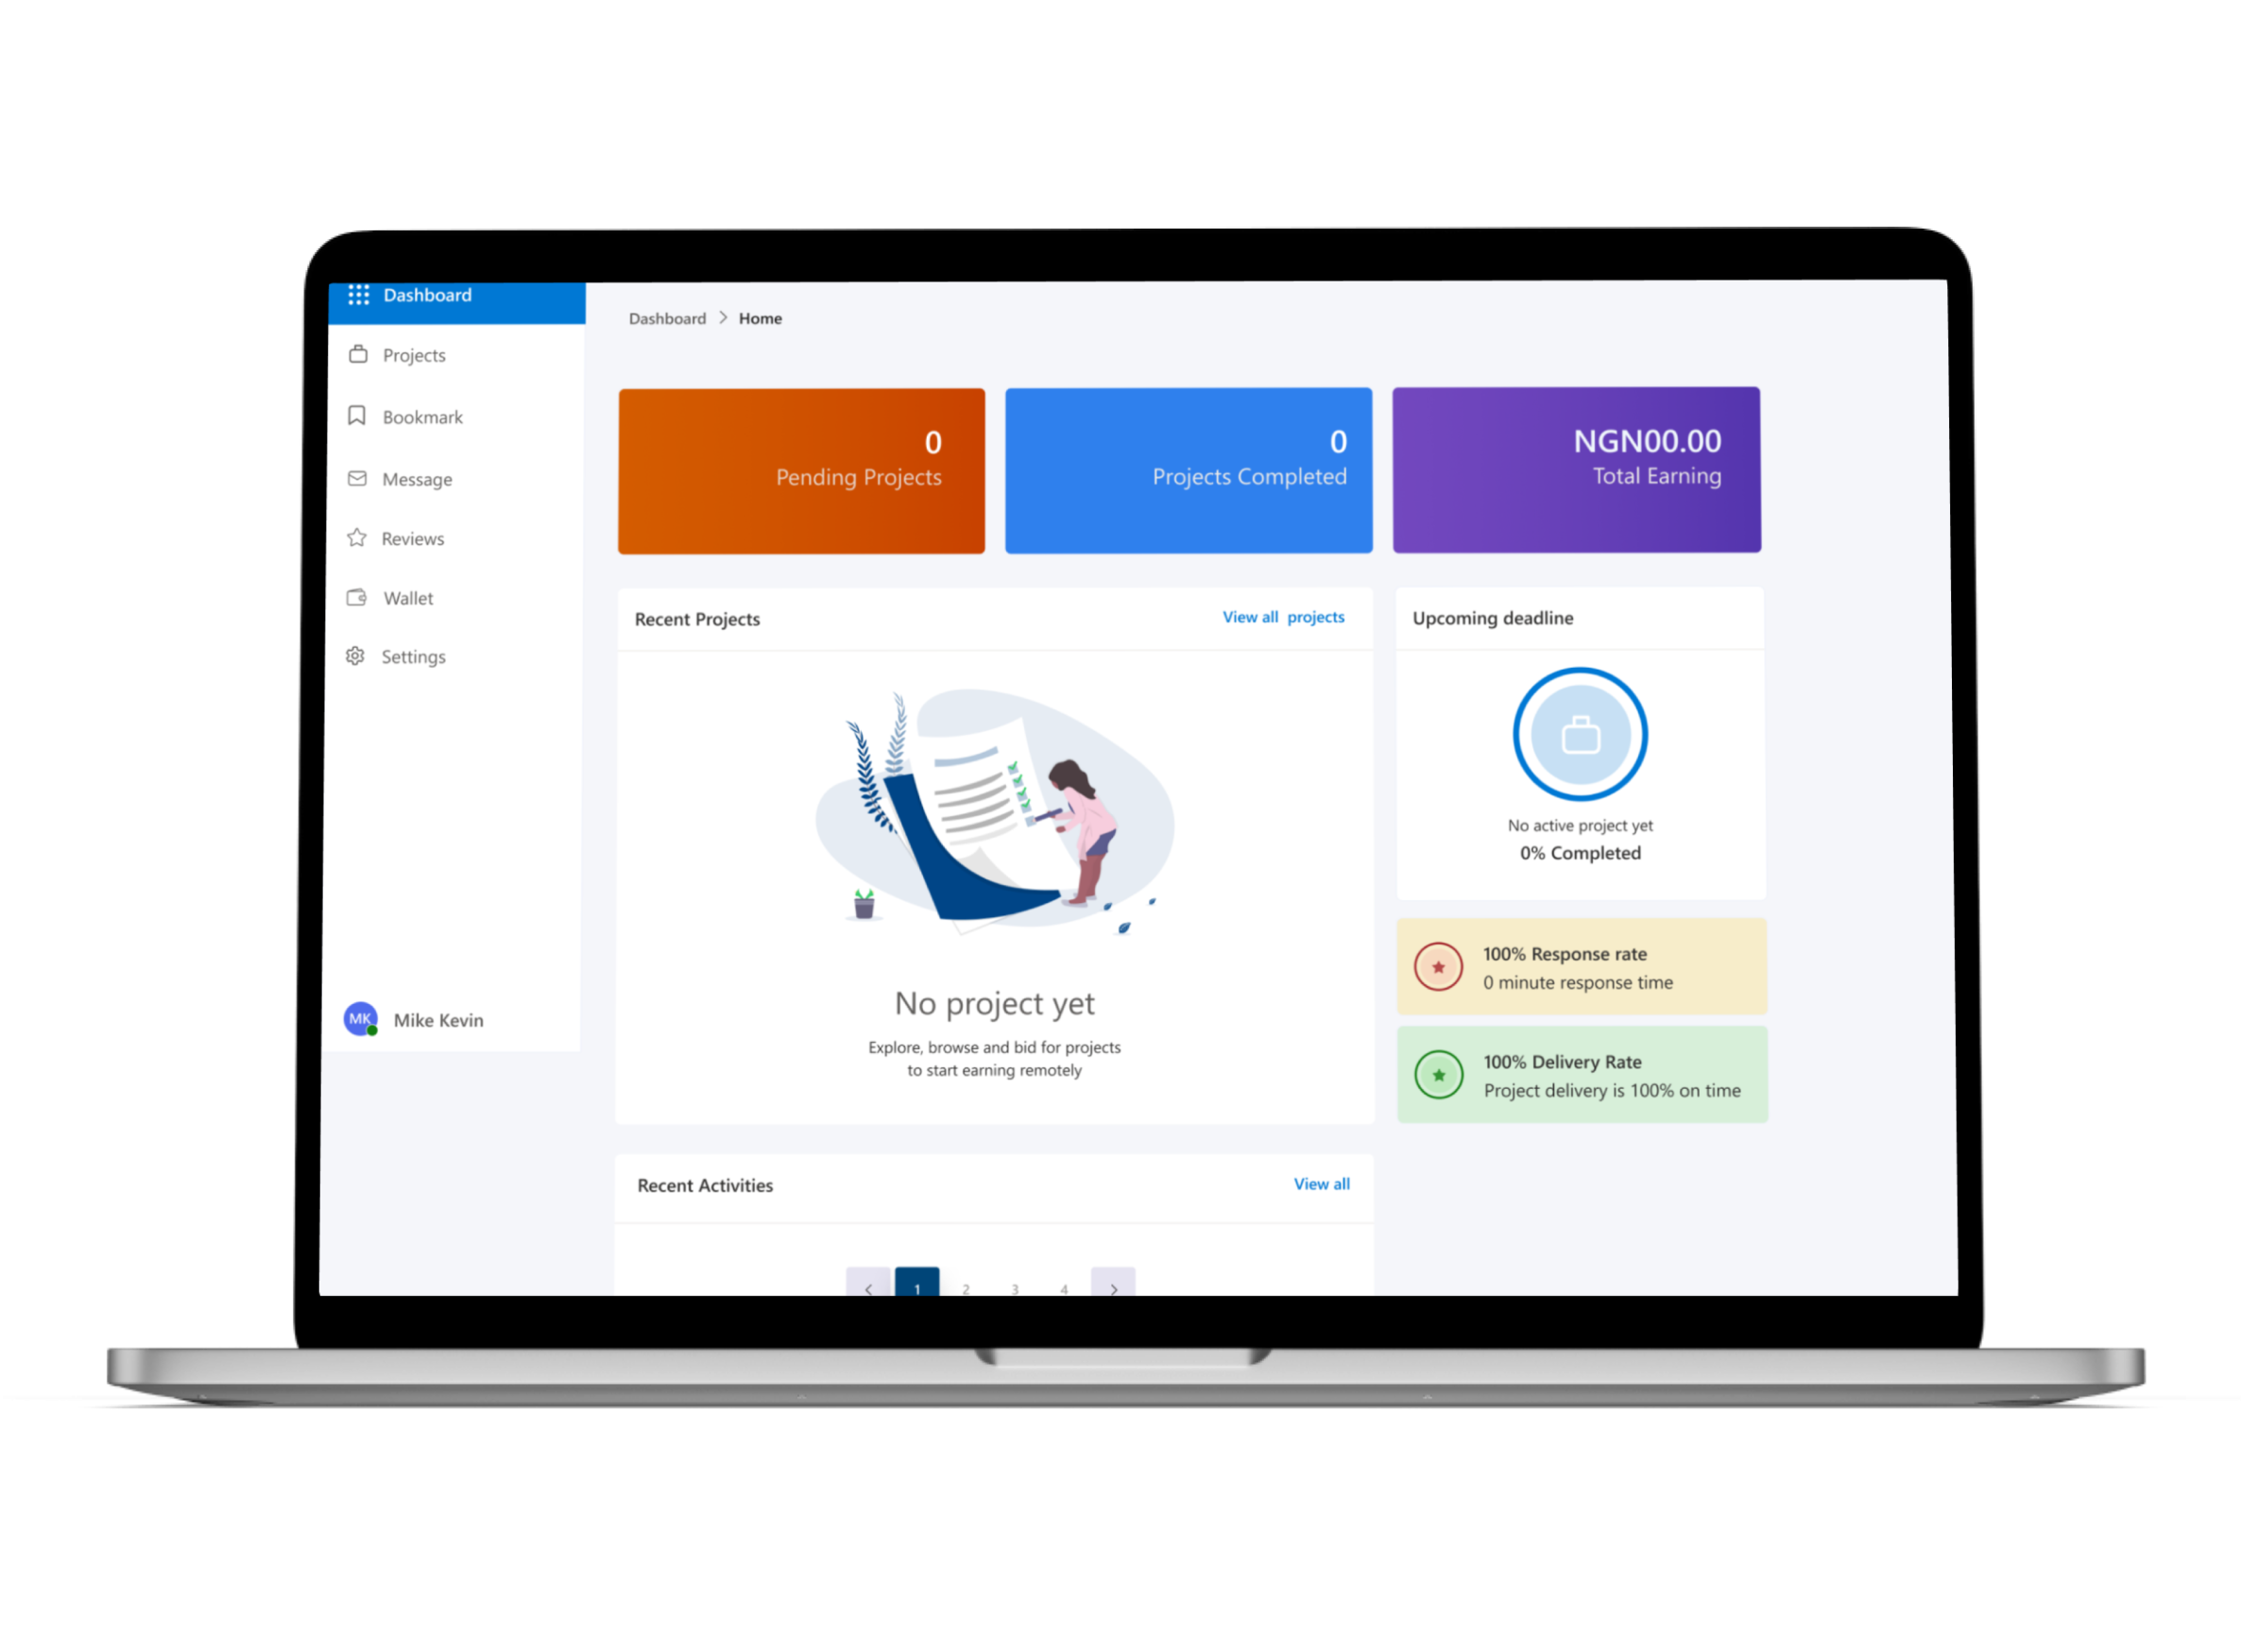 Dashboard
Projects
Bookmark
Message
Reviews
Wallet
Settings
MK
Mike Kevin
Dashboard > Home
0
Pending Projects
0
Projects Completed
NGN00.00
Total Earning
Recent Projects
View all projects
No project yet
Explore, browse and bid for projects
to start earning remotely
Upcoming deadline
No active project yet
0% Completed
100% Response rate
0 minute response time
100% Delivery Rate
Project delivery is 100% on time
Recent Activities
View all
< 1 2 3 4 >